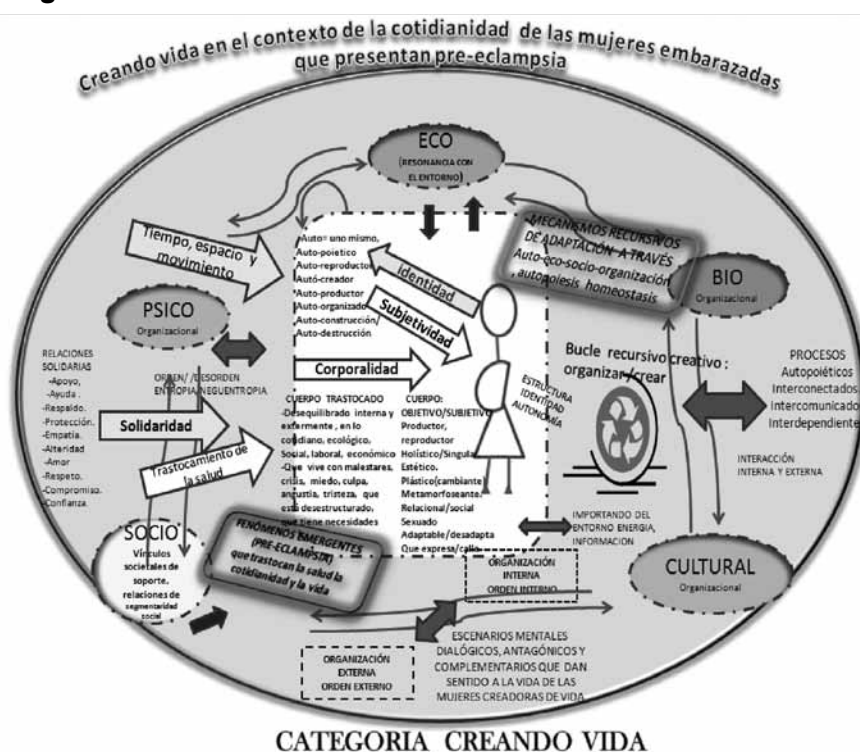 Creando vida en el contexto de la cotidianidad de las mujeres embarazadas
que presentan pre-eclampsia
ECO
(RESONANCIA CON
EL ENTORNO)
Tiempo, espacio y
movimiento
-Auto= uno mismo,
Auto-poietico
Auto-reproductor
Autó-creador
Auto-productor
Auto-organizado
Auto-construcción/
Auto-destrucción
Identidad
Subjetividad
Corporalidad
-MECANISMOS RECURSIVOS
DE ADAPTACIÓN A TRAVÉS
Auto-eco-socio-organización
, autopoiesis homeostasis
BIO
Organizacional
PSICO
Organizacional
ORDEN/ /DESORDEN
ENTROPIA NEGUENTROPIA
RELACIONES
SOLIDARIAS
-Apoyo,
-Ayuda .
-Respaldo.
-Protección.
-Empatía.
-Alteridad
-Amor
-Respeto.
-Compromiso.
-Confianza.
Solidaridad
Trastocamiento de
la salud
CUERPO TRASTOCADO
-Desequilibrado interna y
externamente , en lo
cotidiano, ecológico,
Social, laboral, económico
-Que vive con malestares,
crisis, miedo, culpa,
angustia, tristeza, que
está desestructurado,
que tiene necesidades
CUERPO:
OBJETIVO/SUBJETIVO
Productor,
reproductor
Holístico/Singular
Estético.
Plástico(cambiante)
Metamorfoseante.
Relacional/social
Sexuado
Adaptable/desadapta
Que expresa/calla
ESTRUCTURA
IDENTIDAD
AUTONOMÍA
Bucle recursivo creativo :
organizar/crear
PROCESOS
Autopoiéticos
Interconectados,
Intercomunicado
Interdependiente
INTERACCIÓN
INTERNA Y EXTERNA
IMPORTANDO DEL
ENTORNO ENERGIA,
INFORMACION
SOCIO
Vínculos
societales de
soporte,
relaciones de
segmentaridad
social
FENÓMENOS EMERGENTES
(PRE-ECLAMPSIA)
que trastocan la salud la
cotidianidad y la vida
ORGANIZACIÓN
INTERNA
ORDEN INTERNO
CULTURAL
Organizacional
ORGANIZACIÓN
EXTERNA
ORDEN EXTERNO
ESCENARIOS MENTALES
DIALÓGICOS, ANTAGÓNICOS Y
COMPLEMENTARIOS QUE DAN
SENTIDO A LA VIDA DE LAS
MUJERES CREADORAS DE VIDA
CATEGORIA CREANDO VIDA